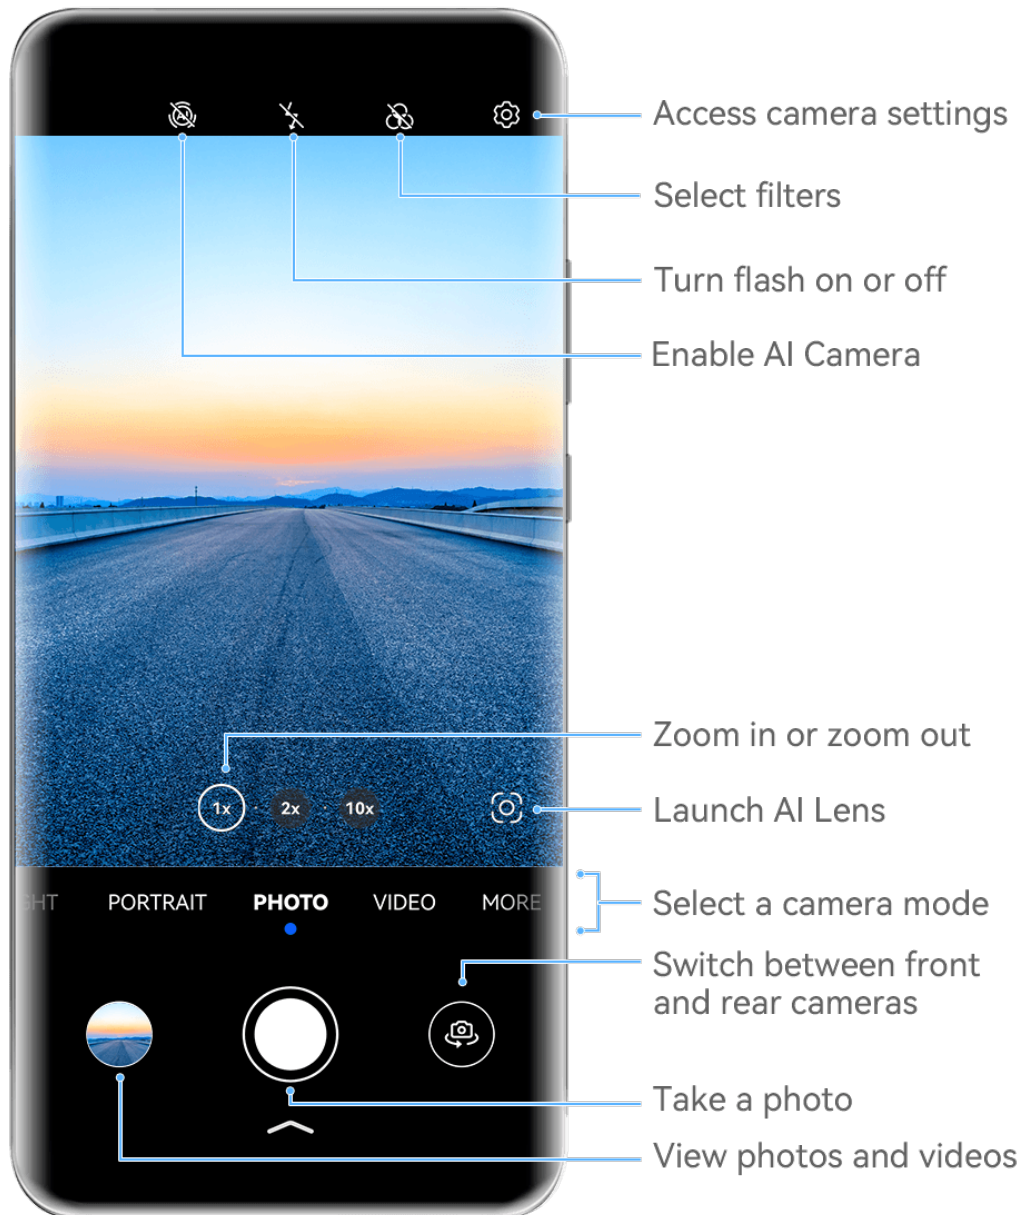 AI
Access camera settings
Select filters
Turn flash on or off
Enable AI Camera
Zoom in or zoom out
1x 2x 10x
Launch AI Lens
GHT PORTRAIT PHOTO VIDEO MORE
Select a camera mode
Switch between front
and rear cameras
Take a photo
View photos and videos